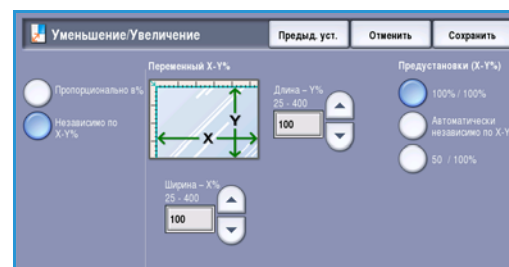 Уменьшение/Увеличение
Предыд. уст.
Отменить
Сохранить
Пропорционально в%
Независимо по
X-Y%
Переменный X-Y%
X
Y
Длина – Y%
25 - 400
100
Ширина – X%
25 - 400
100
Предустановки (X-Y%)
100% / 100%
Автоматически
независимо по X-Y
50 / 100%